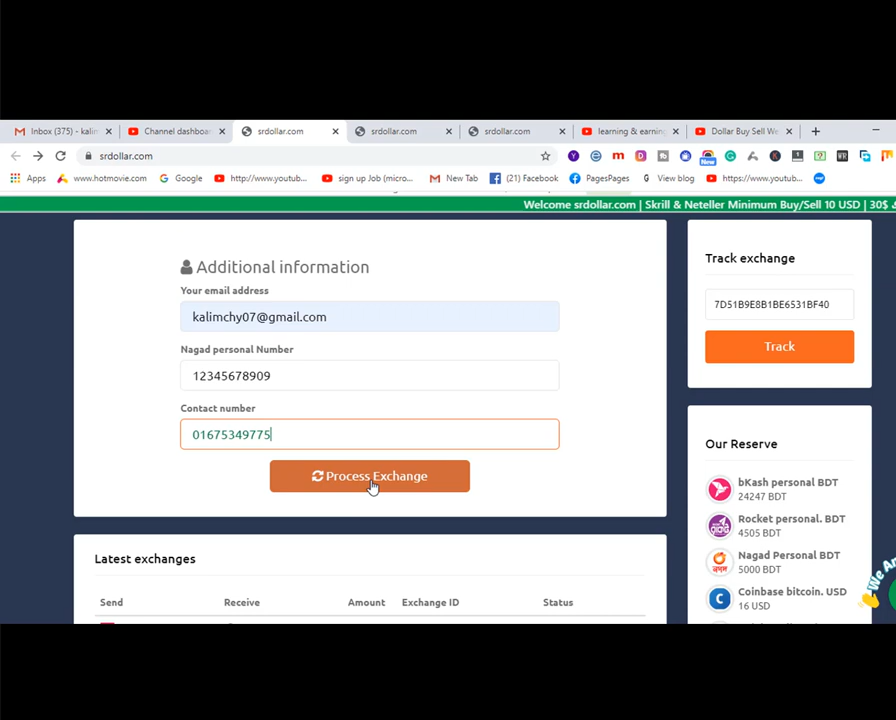 Inbox (375) - kalim
Channel dashboa
srdollar.com
srdollar.com
srdollar.com
learning & earning
Dollar Buy Sell We
srdollar.com
New
Apps
www.hotmovie.com
Google
http://www.youtub...
sign up Job (micro...
New Tab
(21) Facebook
PagesPages
View blog
https://www.youtub...
Welcome srdollar.com | Skrill & Neteller Minimum Buy/Sell 10 USD | 30$ &
Additional information
Your email address
kalimchy07@gmail.com
Nagad personal Number
12345678909
Contact number
01675349775
Process Exchange
Latest exchanges
Send Receive Amount Exchange ID Status
Track exchange
7D51B9E8B1BE6531BF40
Track
Our Reserve
bKash personal BDT
24247 BDT
Rocket personal. BDT
4505 BDT
Nagad Personal BDT
5000 BDT
Coinbase bitcoin. USD
16 USD
We Ar